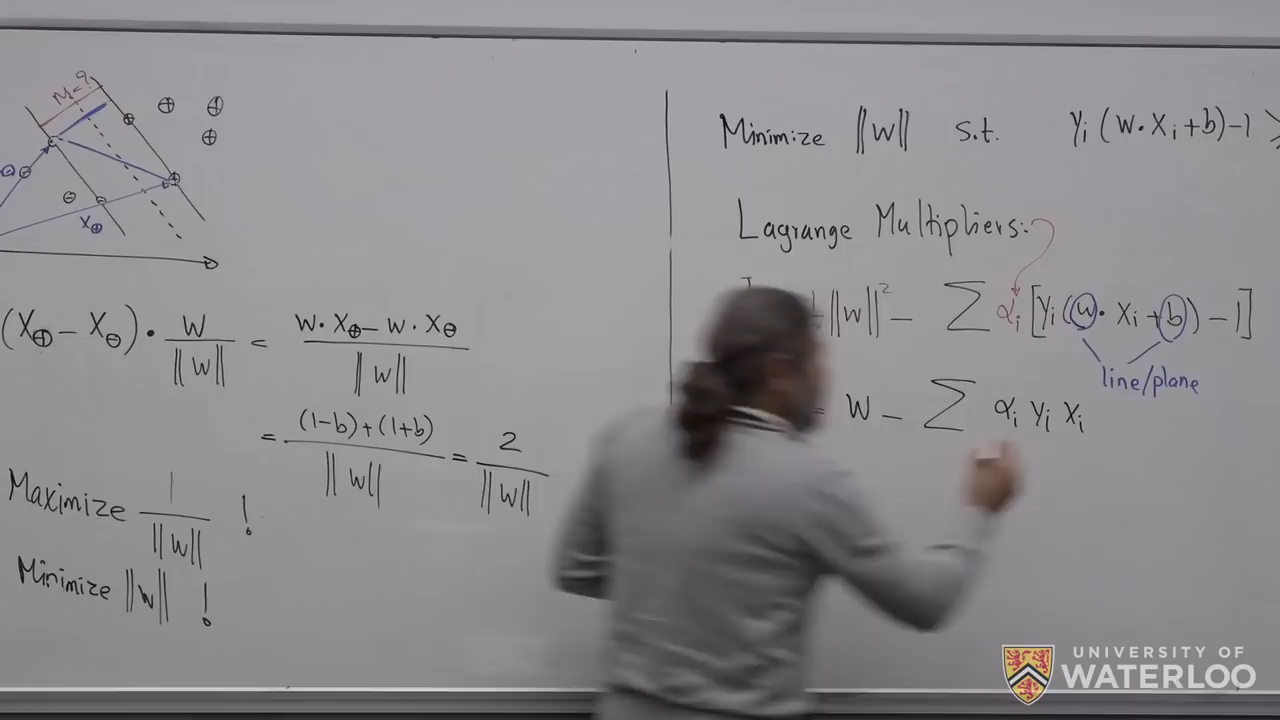 M=?
X⊕
(X⊕ − X⊖) · W / ||W|| = (W·X⊕ − W·X⊖) / ||W||
= ((1−b)+(1+b)) / ||W|| = 2 / ||W||
Maximize 1 / ||W|| !
Minimize ||W|| !
Minimize ||W|| s.t. Yi (W·Xi+b)−1 ≥
Lagrange Multipliers:
||W||² − ∑ αi [Yi (W · Xi + b) − 1]
line/plane
= W − ∑ αi Yi Xi
UNIVERSITY OF
WATERLOO